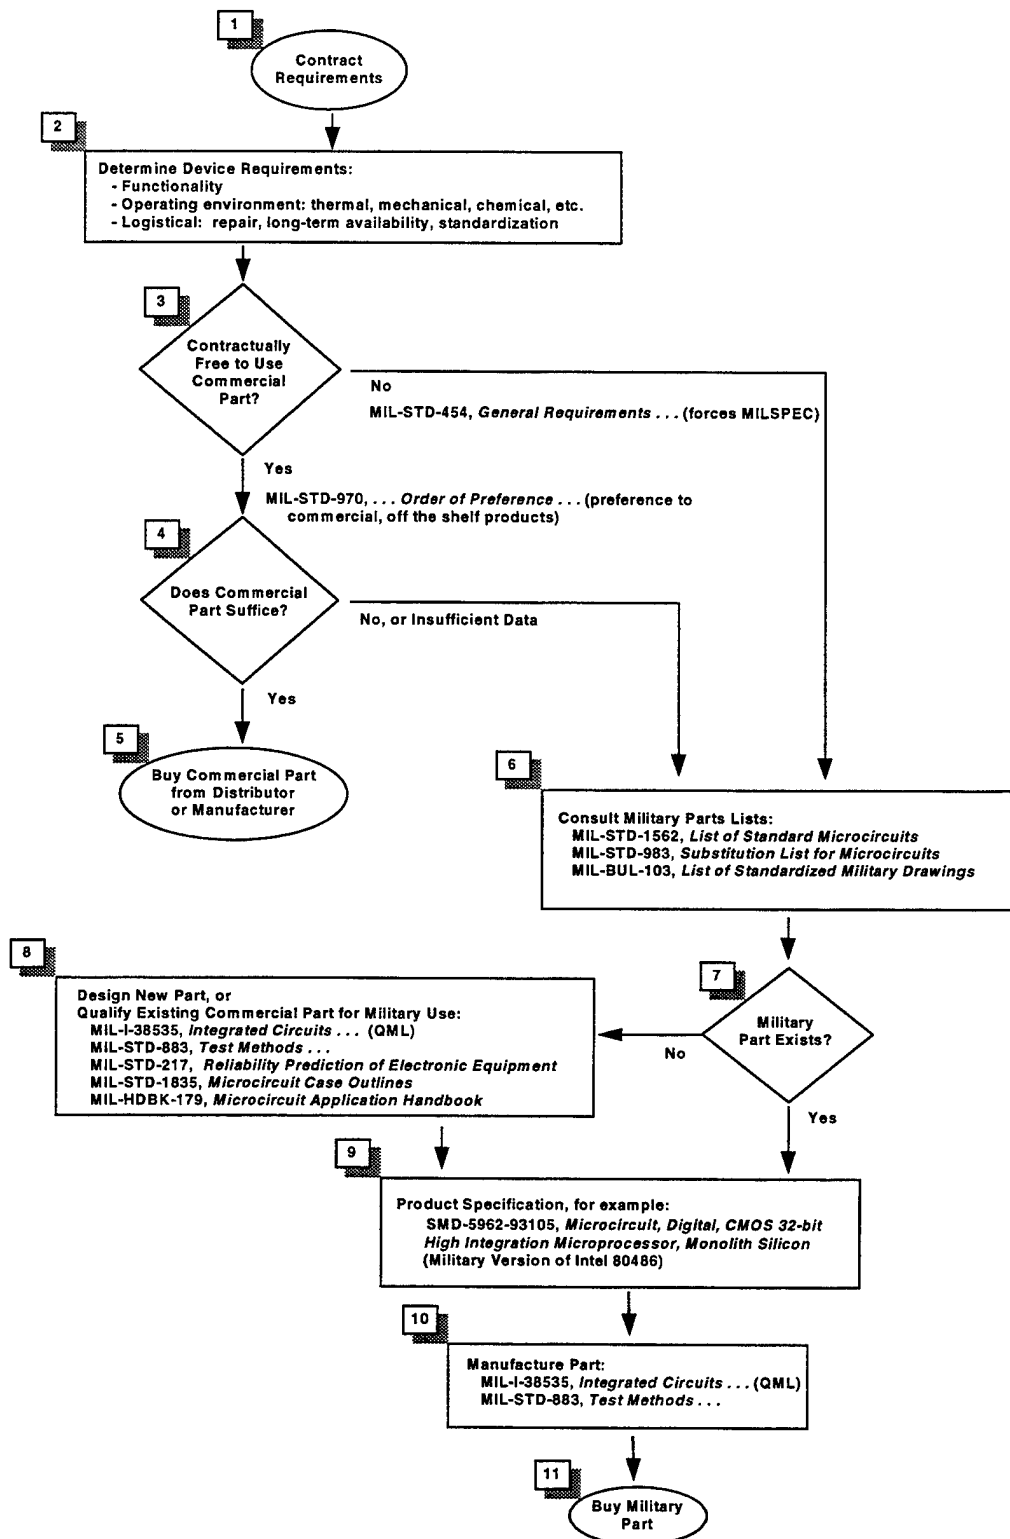 1
Contract
Requirements
2
Determine Device Requirements:
- Functionality
- Operating environment: thermal, mechanical, chemical, etc.
- Logistical: repair, long-term availability, standardization
3
Contractually
Free to Use
Commercial
Part?
No
MIL-STD-454, General Requirements . . . (forces MILSPEC)
Yes
MIL-STD-970, . . . Order of Preference . . . (preference to
commercial, off the shelf products)
4
Does Commercial
Part Suffice?
No, or Insufficient Data
Yes
5
Buy Commercial Part
from Distributor
or Manufacturer
6
Consult Military Parts Lists:
MIL-STD-1562, List of Standard Microcircuits
MIL-STD-983, Substitution List for Microcircuits
MIL-BUL-103, List of Standardized Military Drawings
7
Military
Part Exists?
No
Yes
8
Design New Part, or
Qualify Existing Commercial Part for Military Use:
MIL-I-38535, Integrated Circuits . . . (QML)
MIL-STD-883, Test Methods . . .
MIL-STD-217, Reliability Prediction of Electronic Equipment
MIL-STD-1835, Microcircuit Case Outlines
MIL-HDBK-179, Microcircuit Application Handbook
9
Product Specification, for example:
SMD-5962-93105, Microcircuit, Digital, CMOS 32-bit
High Integration Microprocessor, Monolith Silicon
(Military Version of Intel 80486)
10
Manufacture Part:
MIL-I-38535, Integrated Circuits . . . (QML)
MIL-STD-883, Test Methods . . .
11
Buy Military
Part